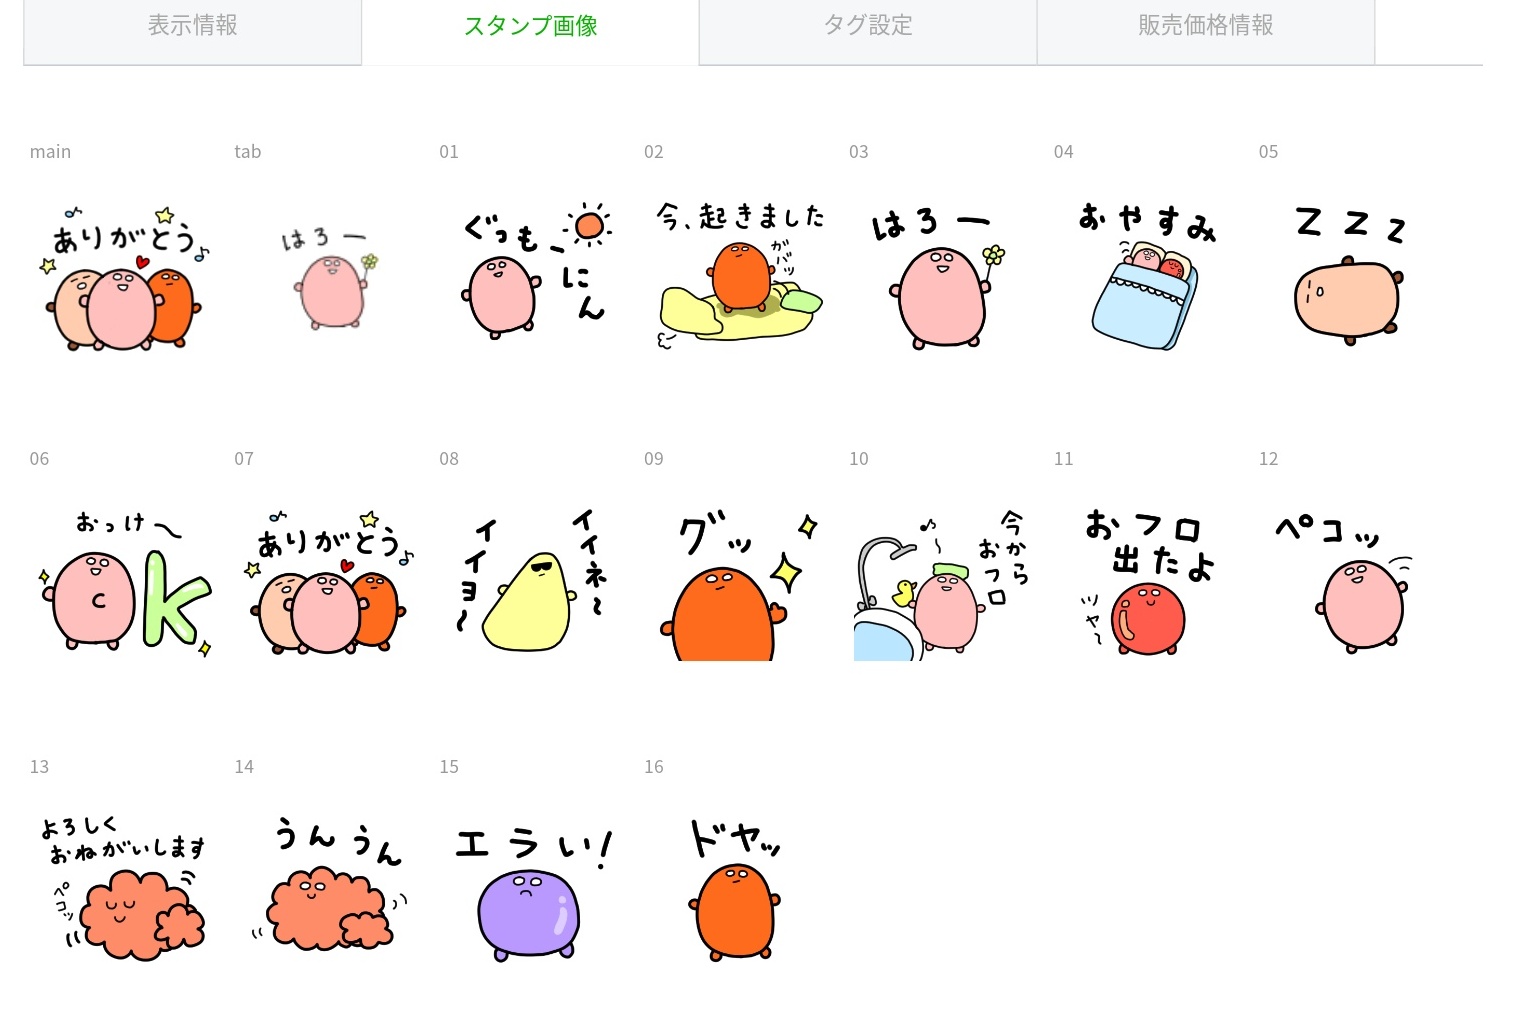 表示情報
スタンプ画像
タグ設定
販売価格情報
main
tab
01
02
03
04
05
ありがとう
はろー
ぐっもーにん
今、起きました
ガバッ
はろー
おやすみ
Z Z Z
06
07
08
09
10
11
12
おっけ〜
k
ありがとう
イイヨ〜
イイネ〜
グッ
今から
おフロ
おフロ
出たよ
ツヤ〜
ペコッ
13
14
15
16
よろしく
おねがいします
ペコッ
うんうん
エラい!
ドヤッ